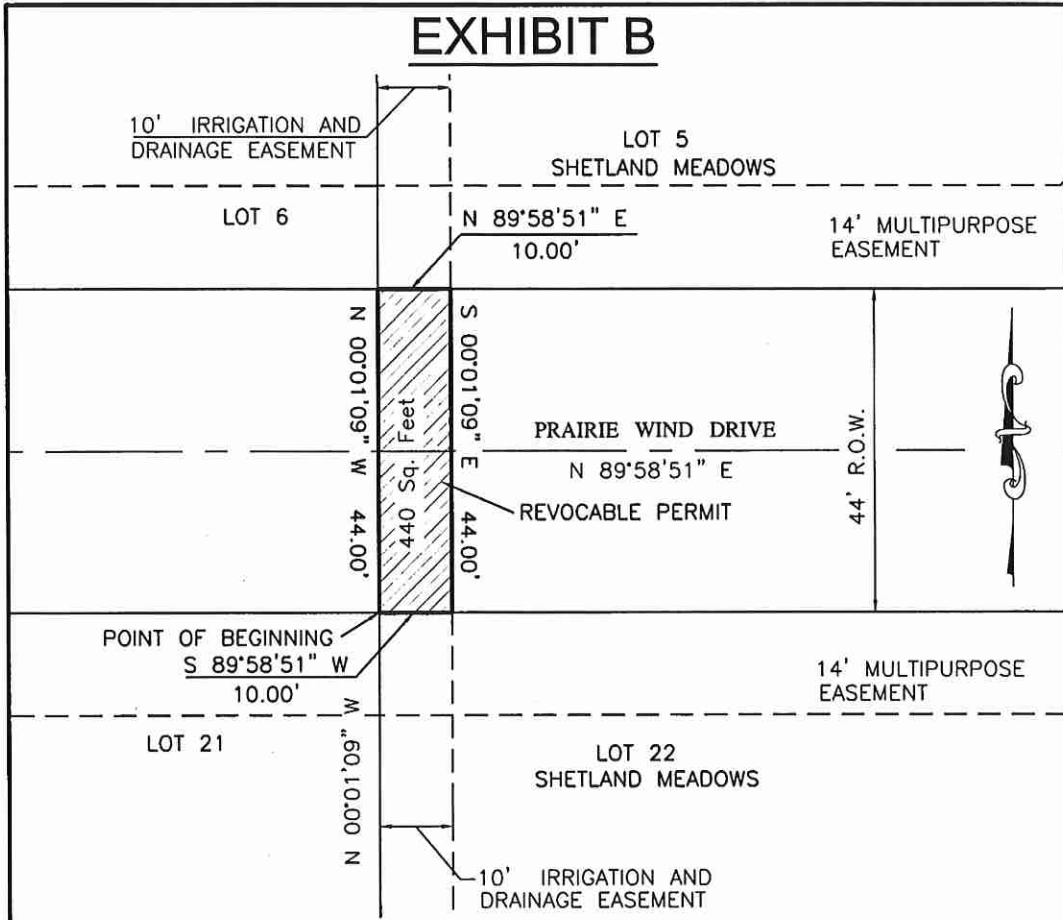 EXHIBIT B
10' IRRIGATION AND
DRAINAGE EASEMENT
LOT 5
SHETLAND MEADOWS
LOT 6
N 89°58'51" E
10.00'
14' MULTIPURPOSE
EASEMENT
N 00°01'09" W 44.00'
440 Sq. Feet
S 00°01'09" E 44.00'
PRAIRIE WIND DRIVE
N 89°58'51" E
REVOCABLE PERMIT
44' R.O.W.
POINT OF BEGINNING
S 89°58'51" W
10.00'
14' MULTIPURPOSE
EASEMENT
LOT 21
N 00°01'09" W
LOT 22
SHETLAND MEADOWS
10' IRRIGATION AND
DRAINAGE EASEMENT